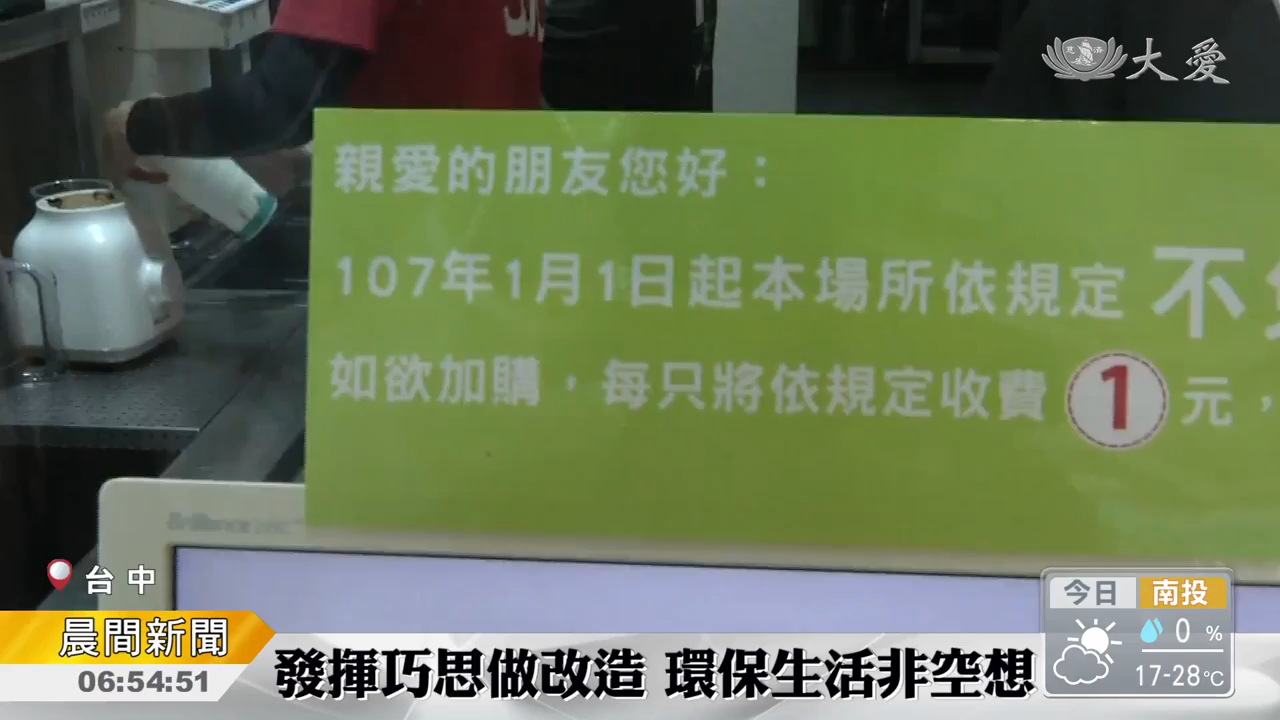 大愛
親愛的朋友您好：
107年1月1日起本場所依規定 不
如欲加購，每只將依規定收費 1 元，
台中
今日 南投
晨間新聞
0 %
發揮巧思做改造 環保生活非空想
06:54:51
17-28℃